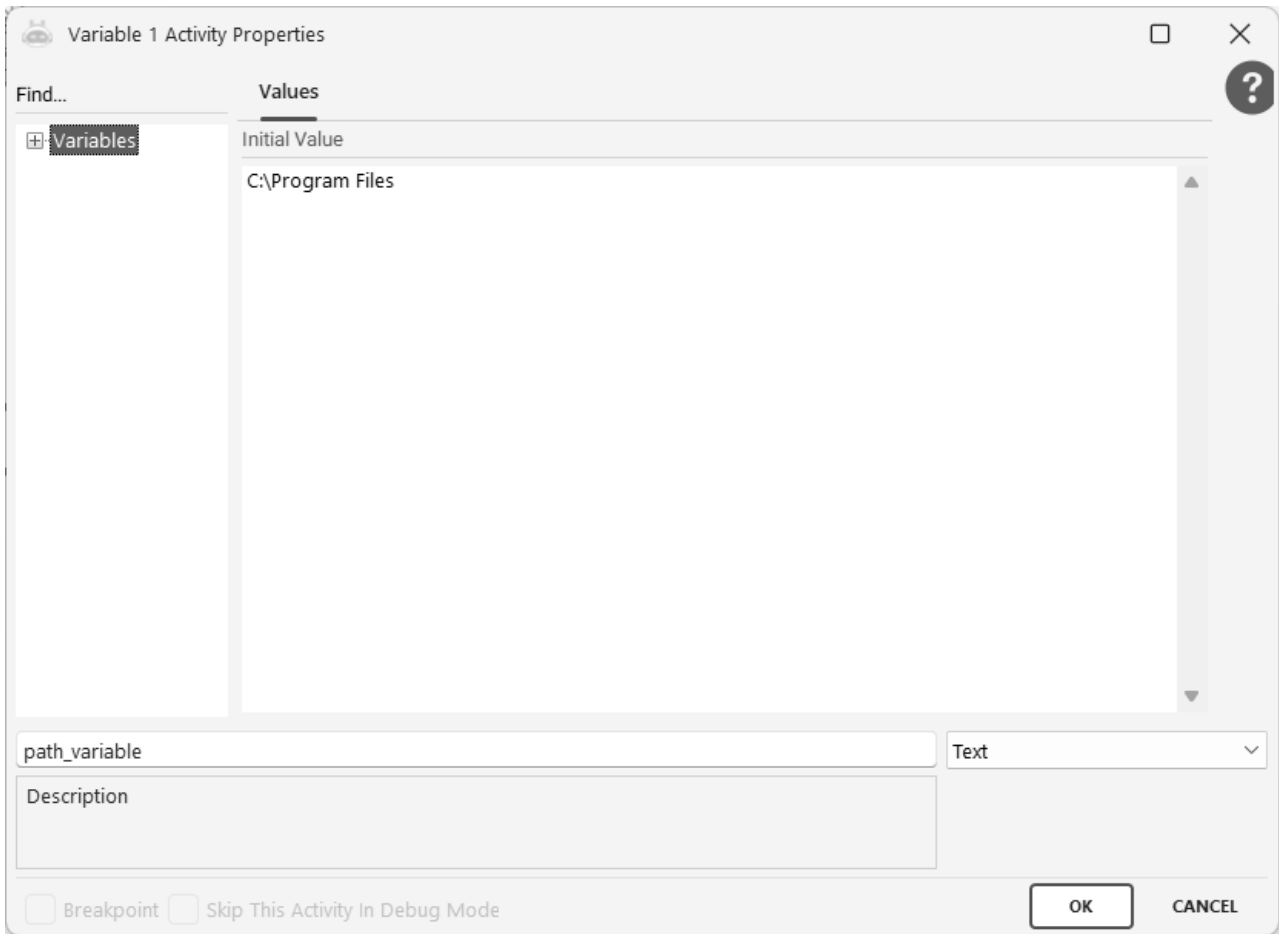 Variable 1 Activity Properties
Find...
Values
?
Variables
Initial Value
C:\Program Files
path_variable
Text
Description
Breakpoint
Skip This Activity In Debug Mode
OK
CANCEL